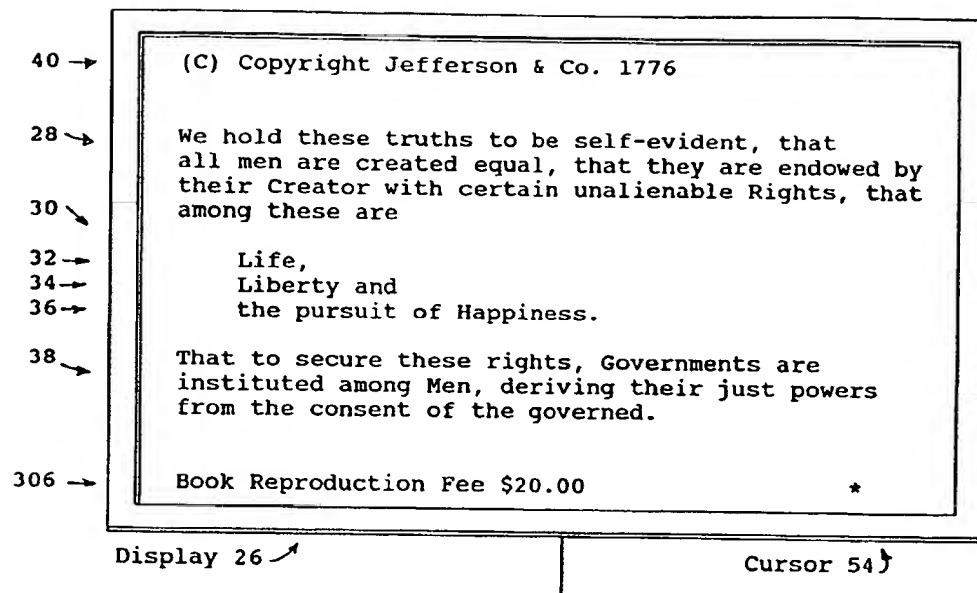 40 → (C) Copyright Jefferson & Co. 1776
28 We hold these truths to be self-evident, that
all men are created equal, that they are endowed by
their Creator with certain unalienable Rights, that
30 among these are
32 → Life,
34 → Liberty and
36 → the pursuit of Happiness.
38 That to secure these rights, Governments are
instituted among Men, deriving their just powers
from the consent of the governed.
306 → Book Reproduction Fee $20.00 *
Display 26 Cursor 54